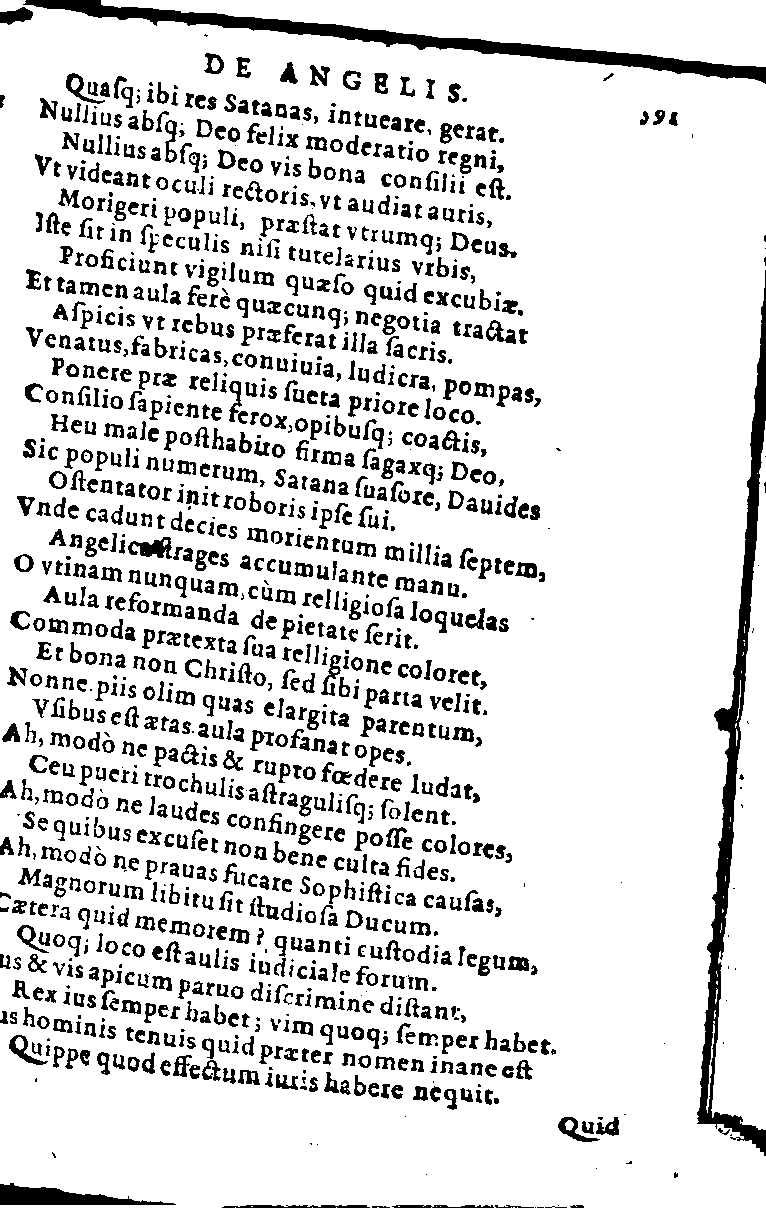 DE ANGELIS. 391
Quaſq; ibi res Satanas, intueare, gerat.
Nullius abſq; Deo felix moderatio regni,
Nullius abſq; Deo vis bona conſilii eſt.
Vt videant oculi rectoris, vt audiat auris,
Morigeri populi, præſtat vtrumq; Deus.
Iſte ſit in ſpeculis niſi tutelarius vrbis,
Proficiunt vigilum quæſo quid excubiæ.
Et tamen aula ferè quæcunq; negotia tractat
Aſpicis vt rebus præferat illa ſacris.
Venatus, fabricas, conuiuia, ludicra, pompas,
Ponere præ reliquis ſueta priore loco.
Conſilio ſapiente ferox, opibuſq; coactis,
Heu male poſthabito firma ſagaxq; Deo,
Sic populi numerum, Satana ſuaſore, Dauides
Oſtentator init roboris ipſe ſui.
Vnde cadunt decies morientum millia ſeptem,
ſtrages accumulante manu.
O vtinam nunquam, cùm relligioſa loquelas
Aula reformanda de pietate ſerit.
Commoda prætexta ſua relligione coloret,
Et bona non Chriſto, ſed ſibi parta velit.
Nonne piis olim quas elargita parentum,
Vſibus eſt ætas aula profanat opes.
Ah, modò ne pactis & rupto fœdere ludat,
Ceu pueri trochulis aſtraguliſq; ſolent.
Ah, modò ne laudes confingere poſſe colores,
Se quibus excuſet non bene culta fides.
Ah, modò ne prauas fucare Sophiſtica cauſas,
Magnorum libitu ſit ſtudioſa Ducum.
Cætera quid memorem? quanti cuſtodia legum,
Quoq; loco eſt aulis iudiciale forum.
us & vis apicum paruo diſcrimine diſtant,
Rex ius ſemper habet; vim quoq; ſemper habet.
us hominis tenuis quid præter nomen inane eſt
Quippe quod effectum iuris habere nequit.
Quid